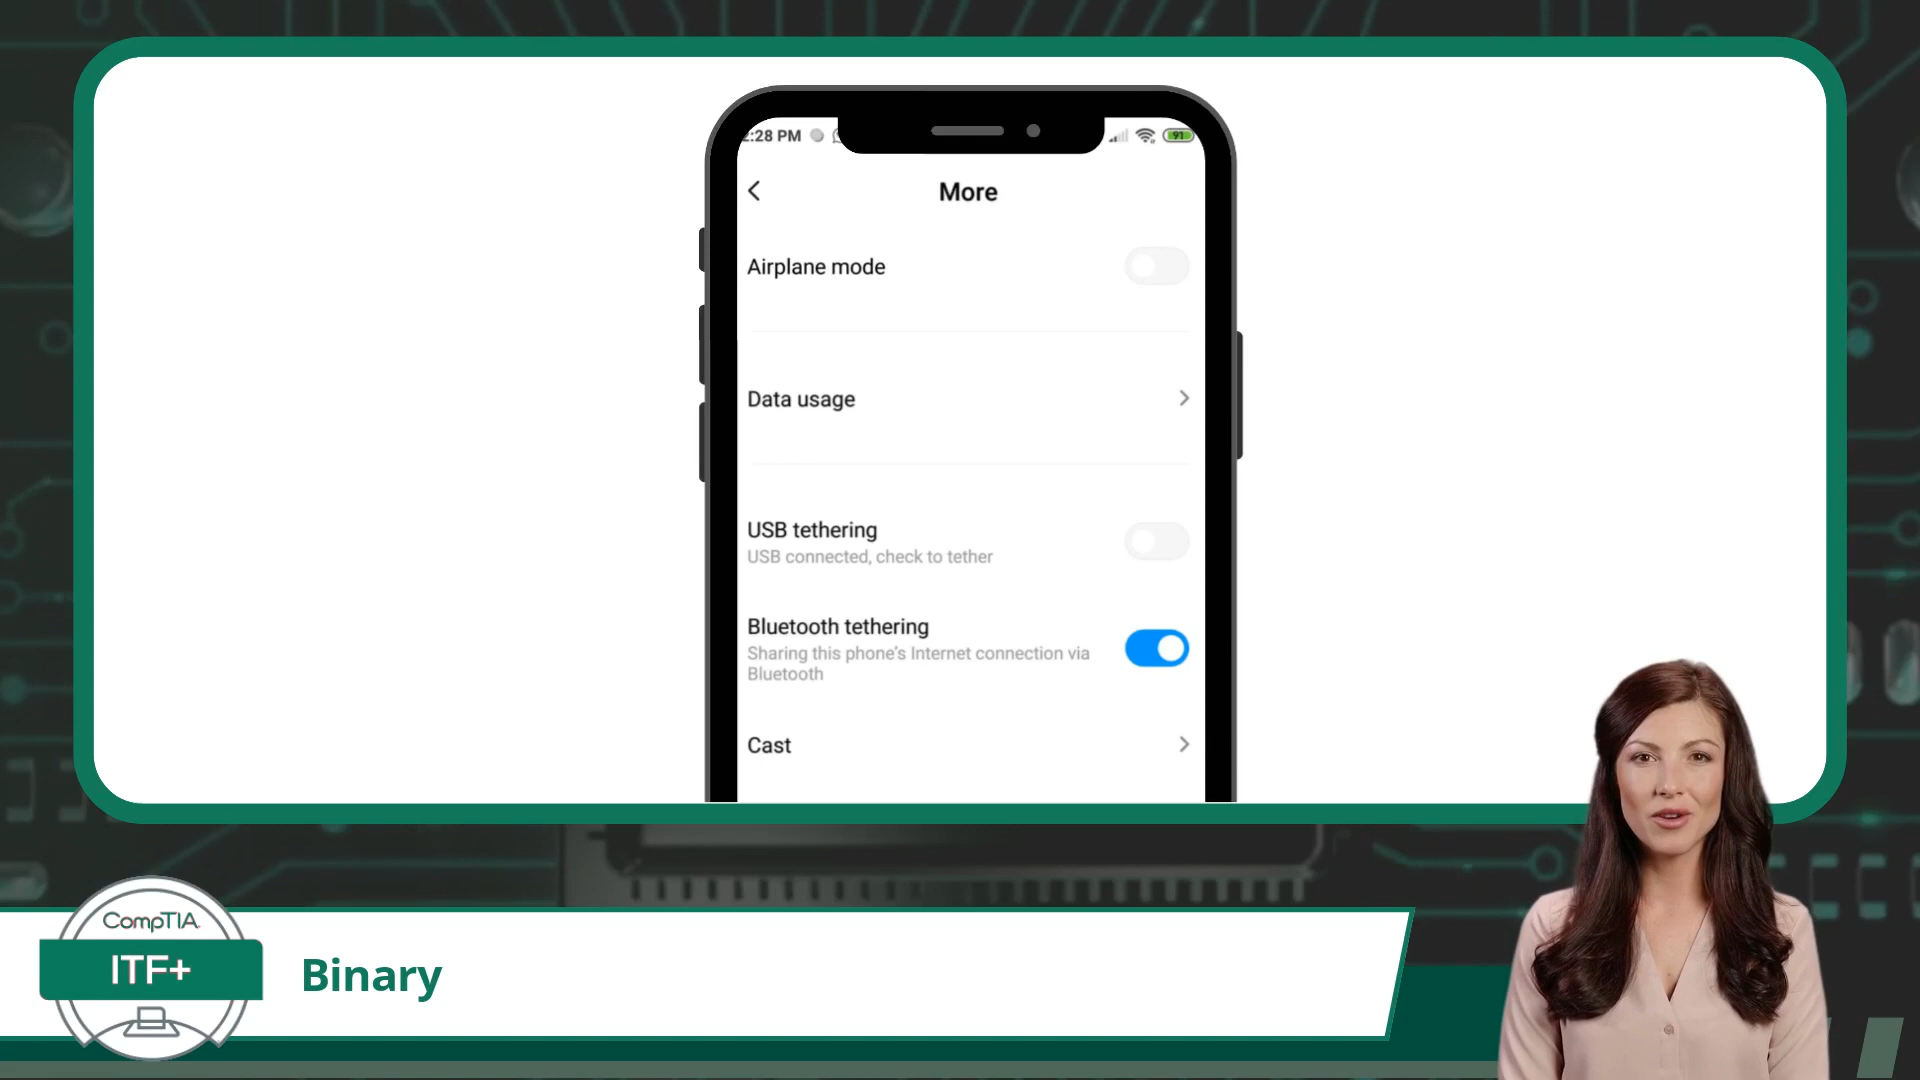 :28 PM
91
More
Airplane mode
Data usage
USB tethering
USB connected, check to tether
Bluetooth tethering
Sharing this phone's Internet connection via
Bluetooth
Cast
CompTIA
ITF+
Binary